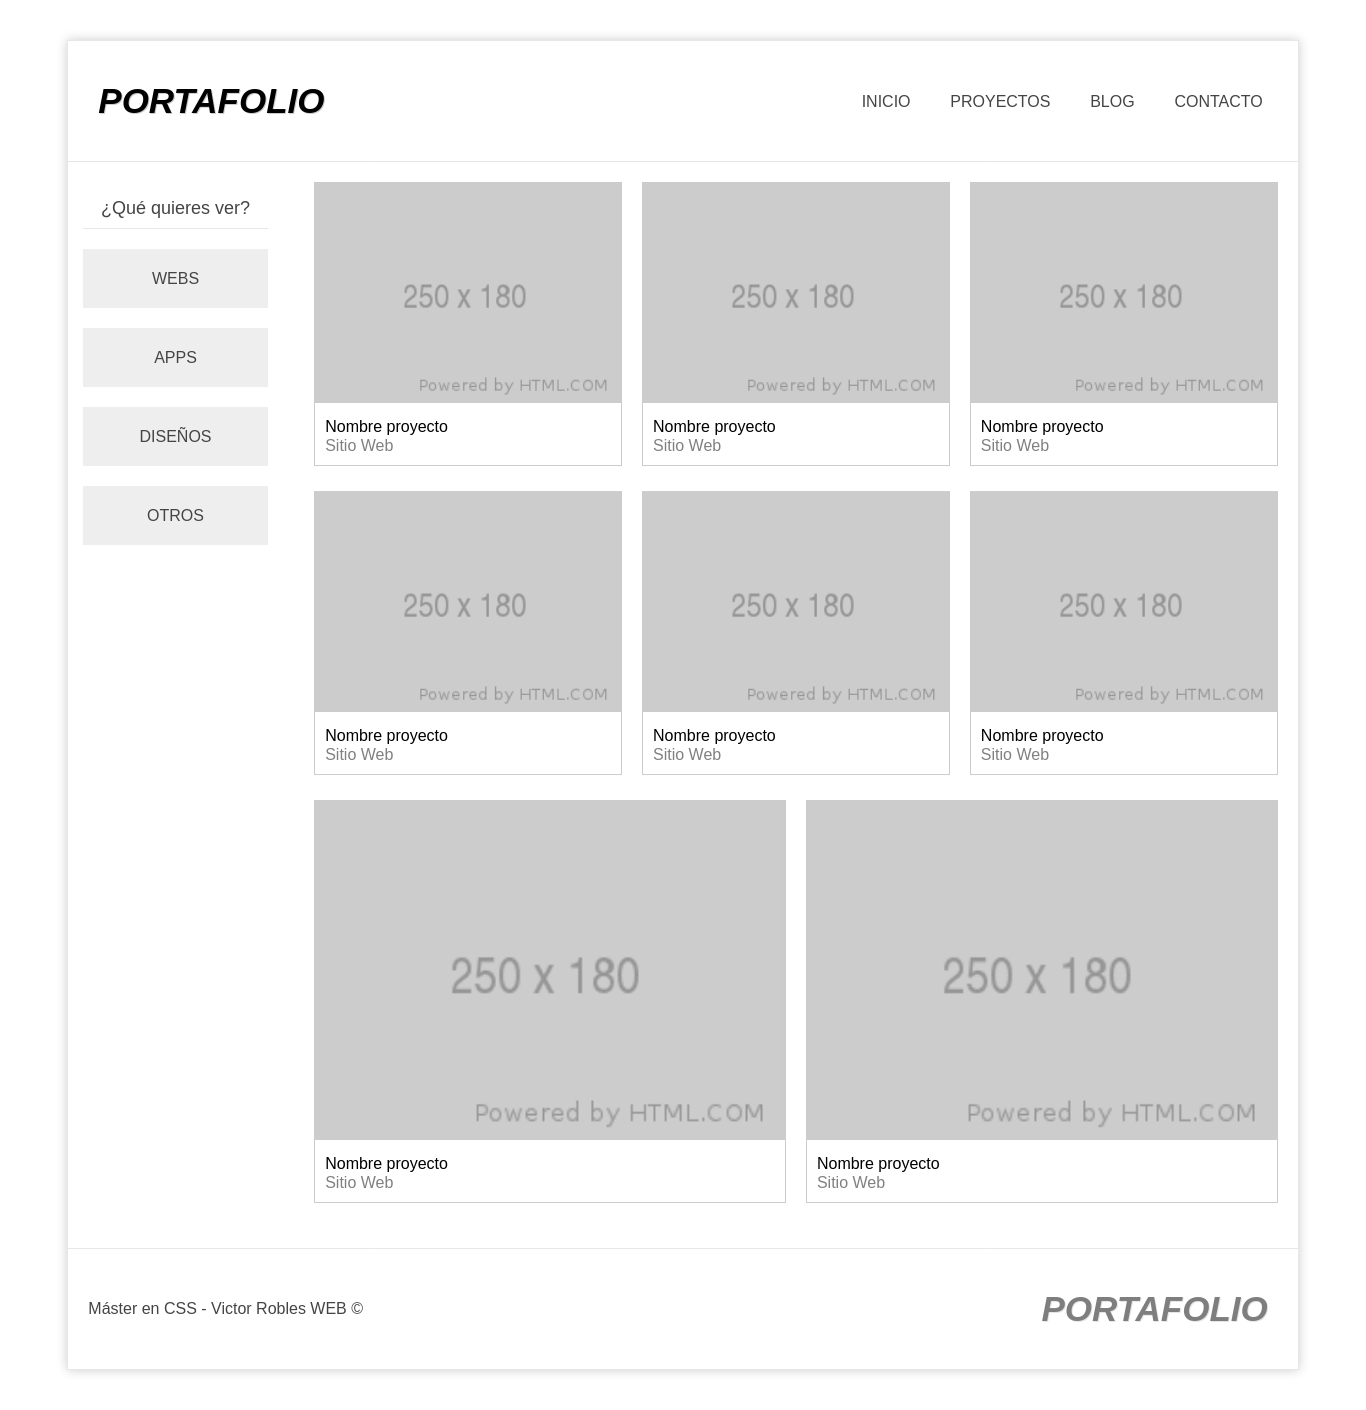 PORTAFOLIO
INICIO PROYECTOS BLOG CONTACTO
¿Qué quieres ver?
WEBS
APPS
DISEÑOS
OTROS
250 x 180
Powered by HTML.COM
Nombre proyecto
Sitio Web
250 x 180
Powered by HTML.COM
Nombre proyecto
Sitio Web
250 x 180
Powered by HTML.COM
Nombre proyecto
Sitio Web
250 x 180
Powered by HTML.COM
Nombre proyecto
Sitio Web
250 x 180
Powered by HTML.COM
Nombre proyecto
Sitio Web
250 x 180
Powered by HTML.COM
Nombre proyecto
Sitio Web
250 x 180
Powered by HTML.COM
Nombre proyecto
Sitio Web
250 x 180
Powered by HTML.COM
Nombre proyecto
Sitio Web
Máster en CSS - Victor Robles WEB ©
PORTAFOLIO